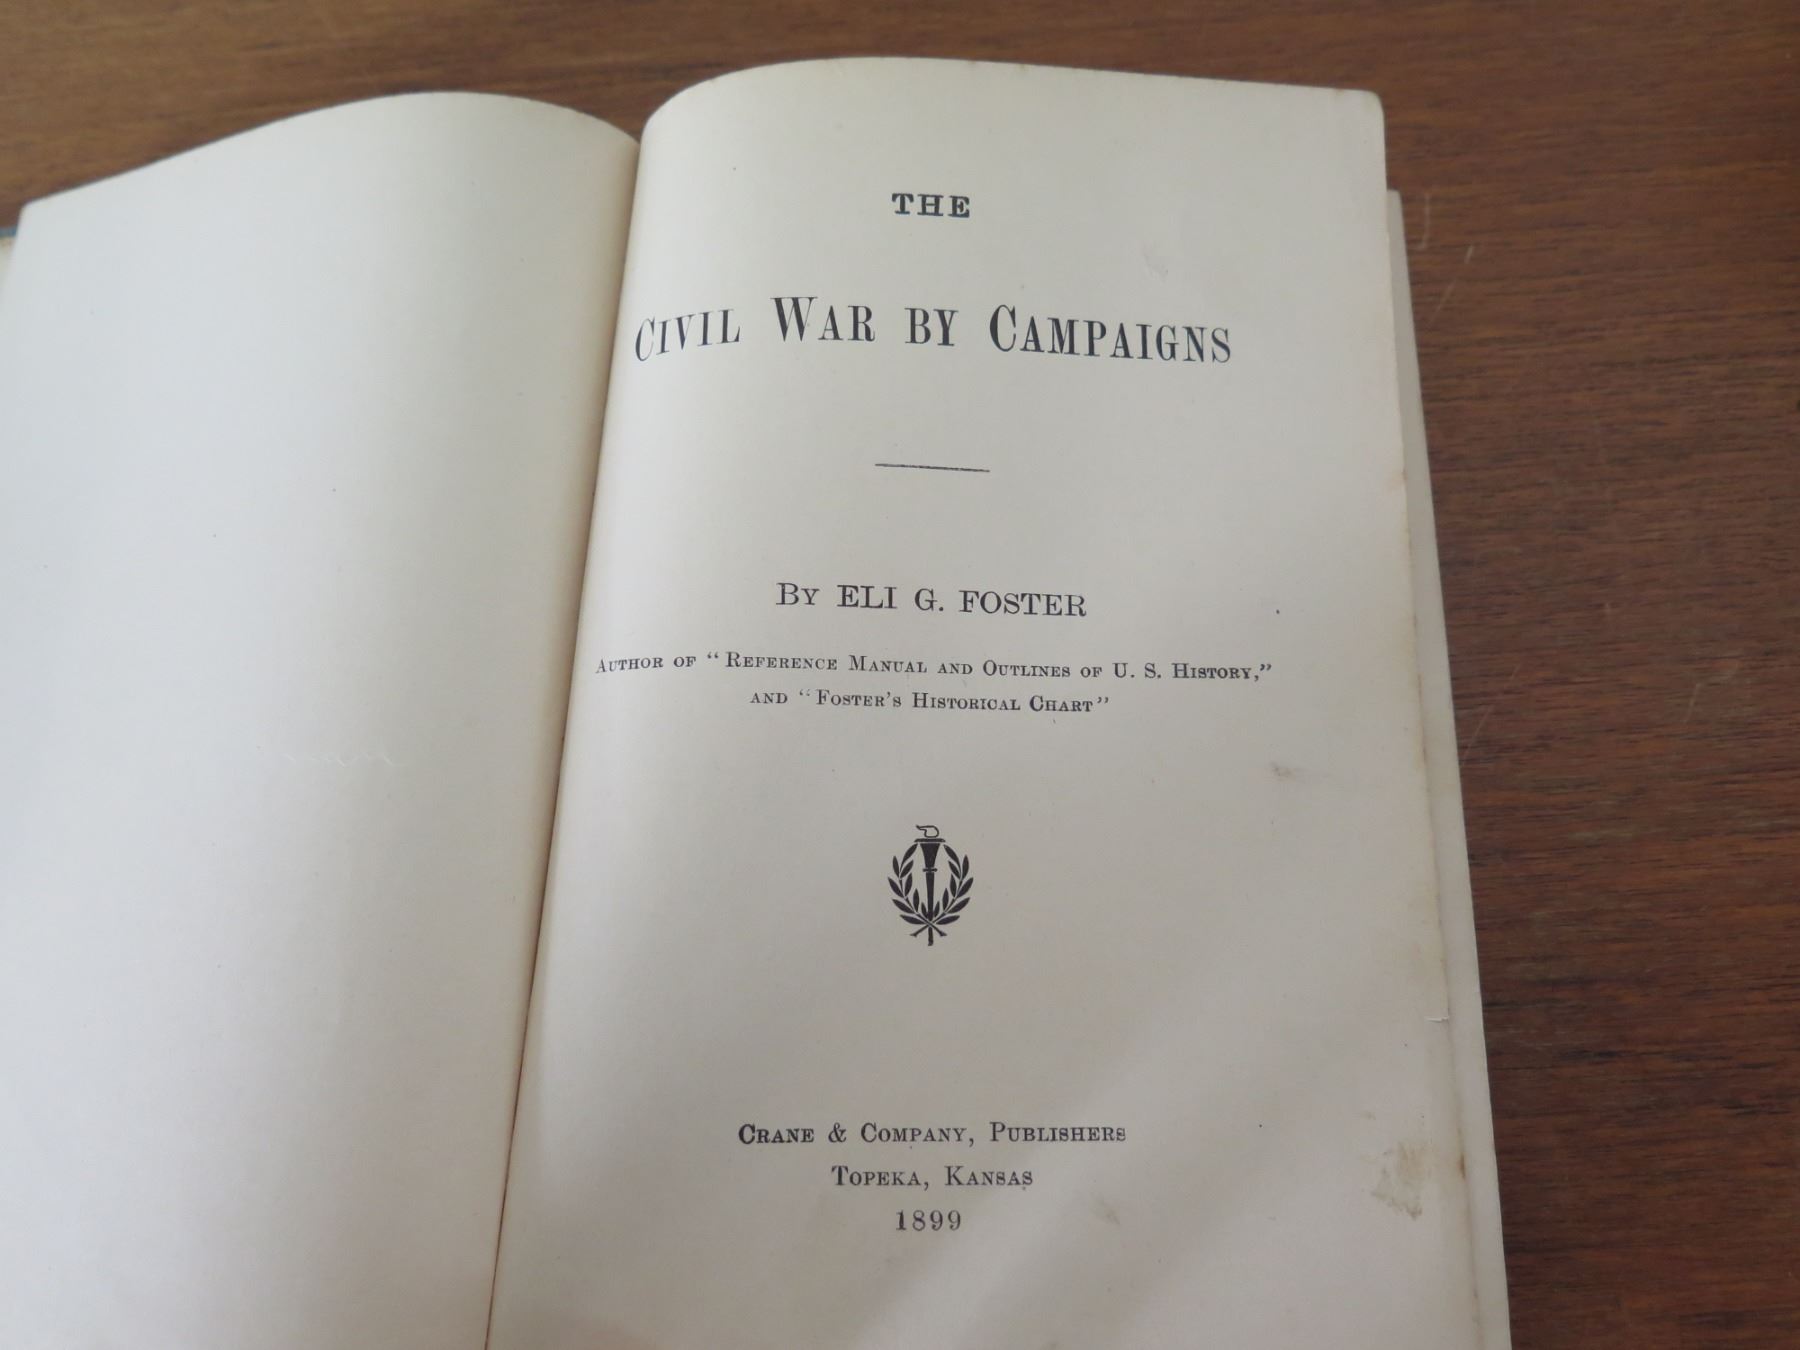 THE
CIVIL WAR BY CAMPAIGNS
BY ELI G. FOSTER
AUTHOR OF "REFERENCE MANUAL AND OUTLINES OF U. S. HISTORY,"
AND "FOSTER'S HISTORICAL CHART"
CRANE & COMPANY, PUBLISHERS
TOPEKA, KANSAS
1899